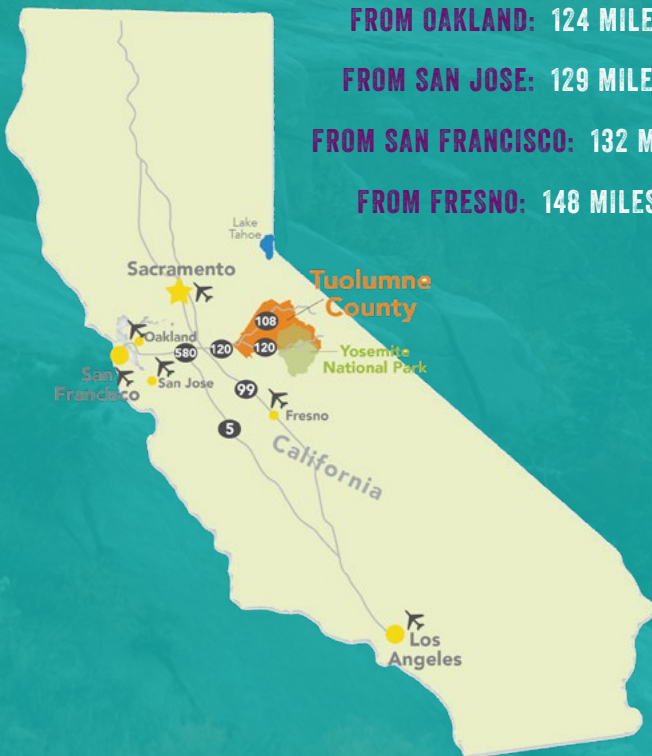 FROM OAKLAND: 124 MILE
FROM SAN JOSE: 129 MILE
FROM SAN FRANCISCO: 132 M
FROM FRESNO: 148 MILES
Lake
Tahoe
Sacramento
Tuolumne
County
108
Oakland
580
120
120
Yosemite
National Park
San
Francisco
San Jose
99
Fresno
5
California
Los
Angeles